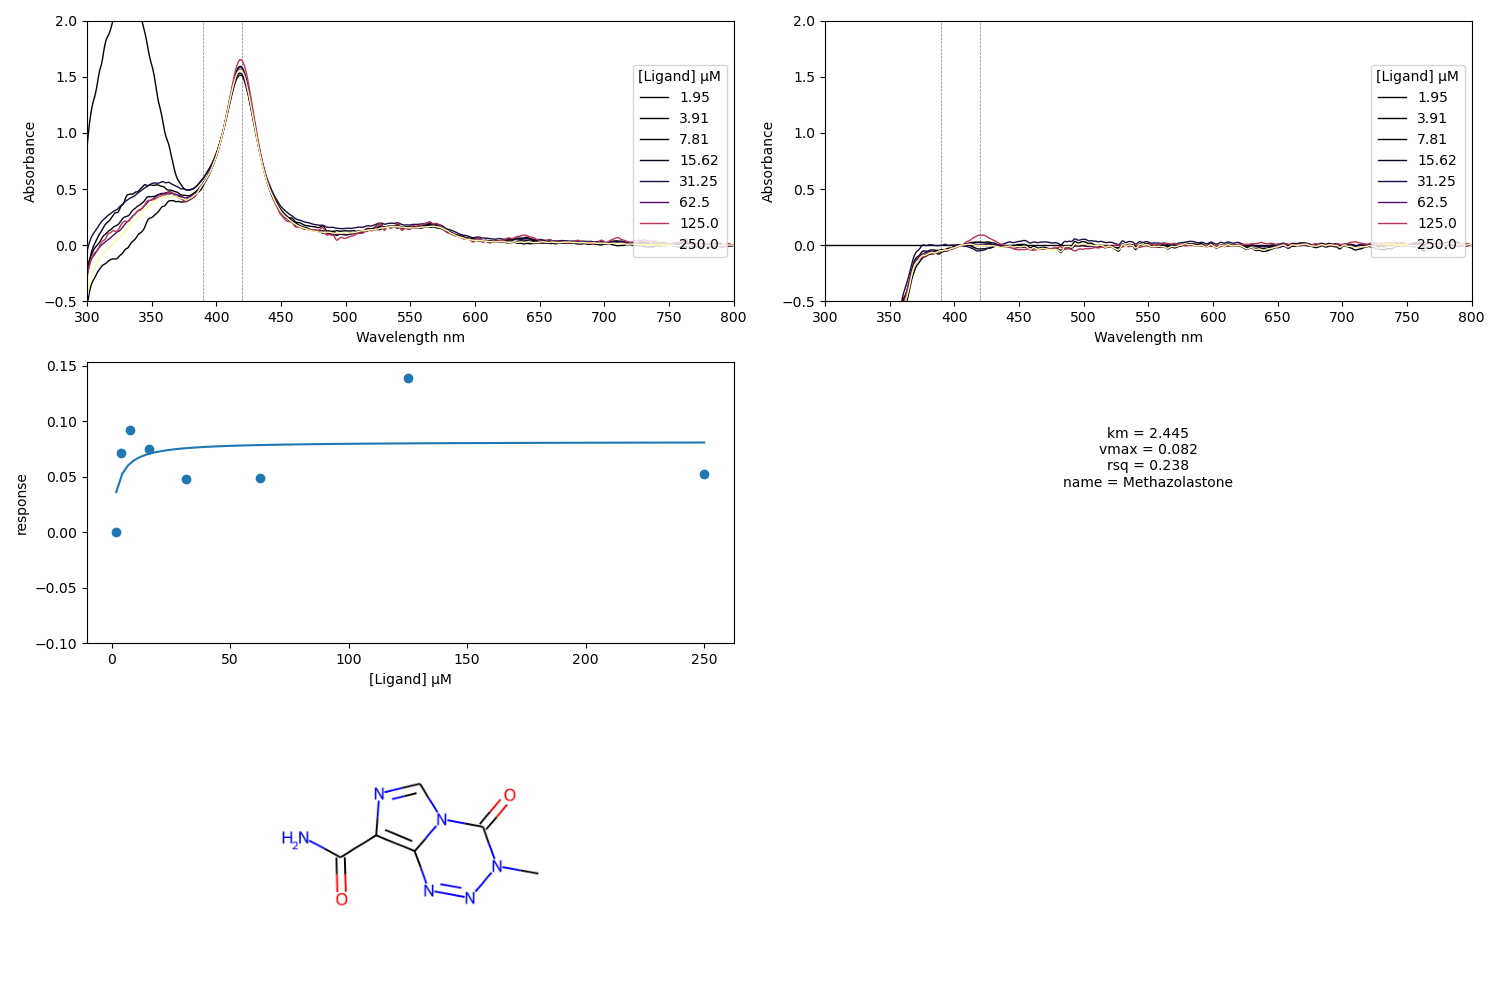 2.0
1.5
1.0
0.5
0.0
−0.5
Absorbance
300 350 400 450 500 550 600 650 700 750 800
Wavelength nm
[Ligand] µM
1.95
3.91
7.81
15.62
31.25
62.5
125.0
250.0
2.0
1.5
1.0
0.5
0.0
−0.5
Absorbance
300 350 400 450 500 550 600 650 700 750 800
Wavelength nm
[Ligand] µM
1.95
3.91
7.81
15.62
31.25
62.5
125.0
250.0
0.15
0.10
0.05
0.00
−0.05
−0.10
response
0 50 100 150 200 250
[Ligand] µM
km = 2.445
vmax = 0.082
rsq = 0.238
name = Methazolastone
N
O
N
H2N
N
N
N
O